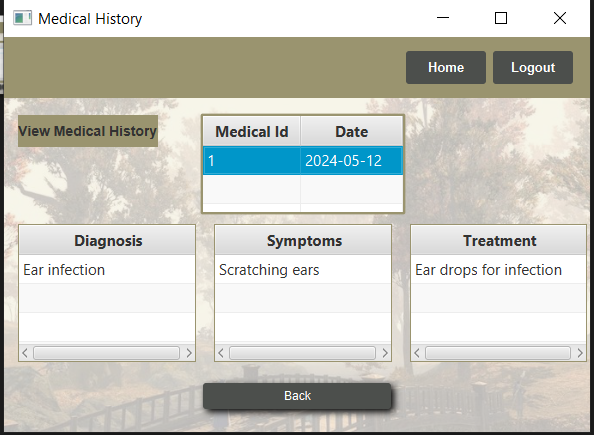 Medical History
Home Logout
View Medical History
Medical Id Date
1 2024-05-12
Diagnosis Symptoms Treatment
Ear infection Scratching ears Ear drops for infection
Back